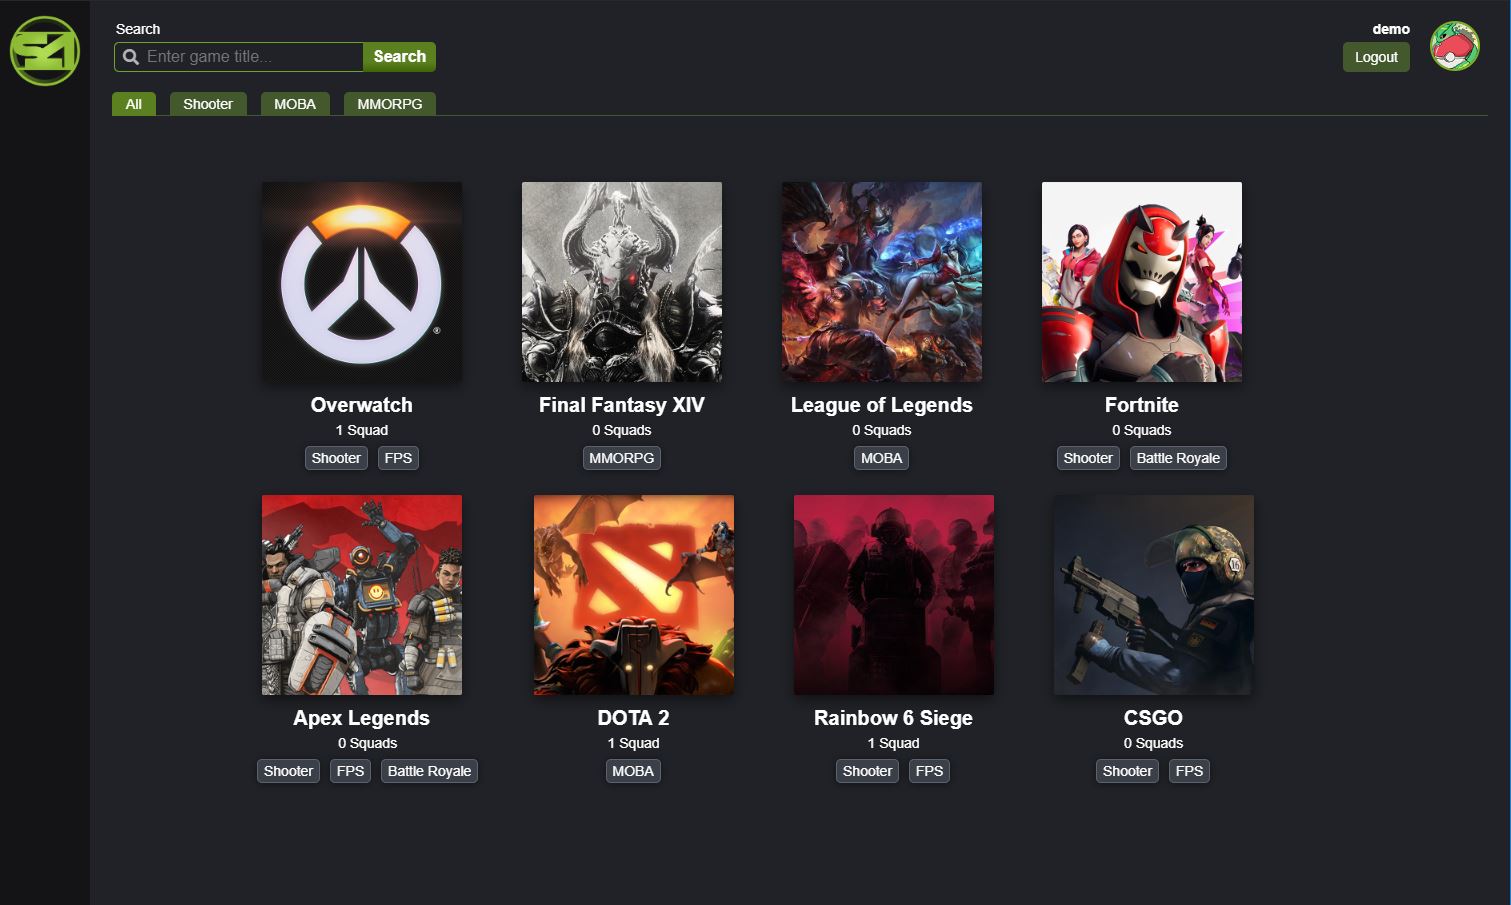 Search
demo
Enter game title...
Search
Logout
All
Shooter
MOBA
MMORPG
Overwatch
Final Fantasy XIV
League of Legends
Fortnite
1 Squad
0 Squads
0 Squads
0 Squads
Shooter
FPS
MMORPG
MOBA
Shooter
Battle Royale
Apex Legends
DOTA 2
Rainbow 6 Siege
CSGO
0 Squads
1 Squad
1 Squad
0 Squads
Shooter
FPS
Battle Royale
MOBA
Shooter
FPS
Shooter
FPS